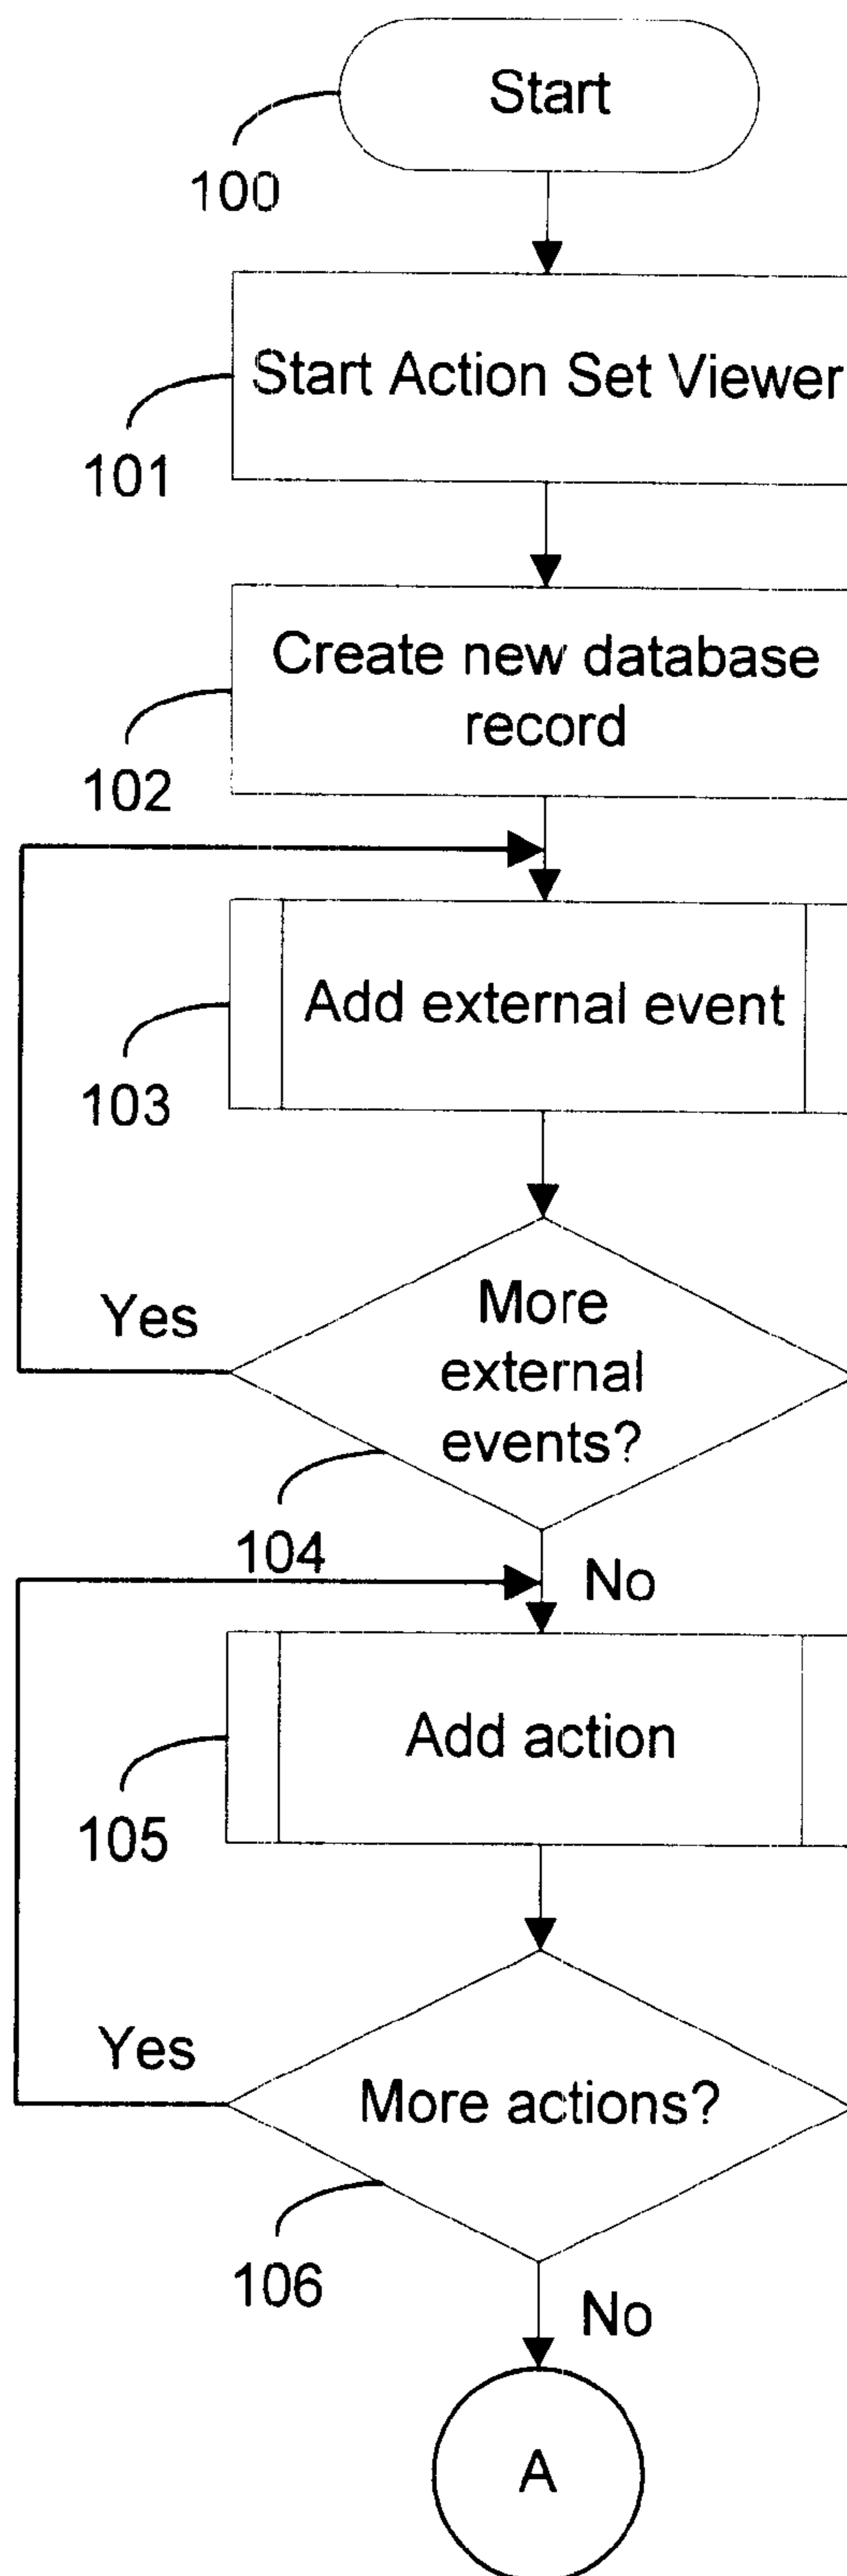 Start
100
Start Action Set Viewer
101
Create new database
record
102
Add external event
103
Yes
More
external
events?
104
No
Add action
105
Yes
More actions?
106
No
A